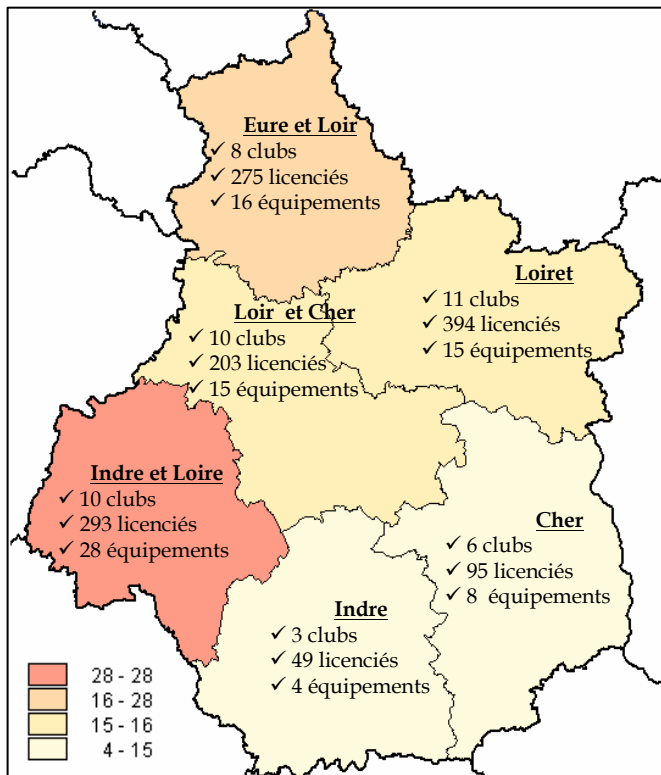 Eure et Loir
✓ 8 clubs
✓ 275 licenciés
✓ 16 équipements
Loiret
✓ 11 clubs
✓ 394 licenciés
✓ 15 équipements
Loir et Cher
✓ 10 clubs
✓ 203 licenciés
✓ 15 équipements
Indre et Loire
✓ 10 clubs
✓ 293 licenciés
✓ 28 équipements
Cher
✓ 6 clubs
✓ 95 licenciés
✓ 8 équipements
Indre
✓ 3 clubs
✓ 49 licenciés
✓ 4 équipements
28 - 28
16 - 28
15 - 16
4 - 15